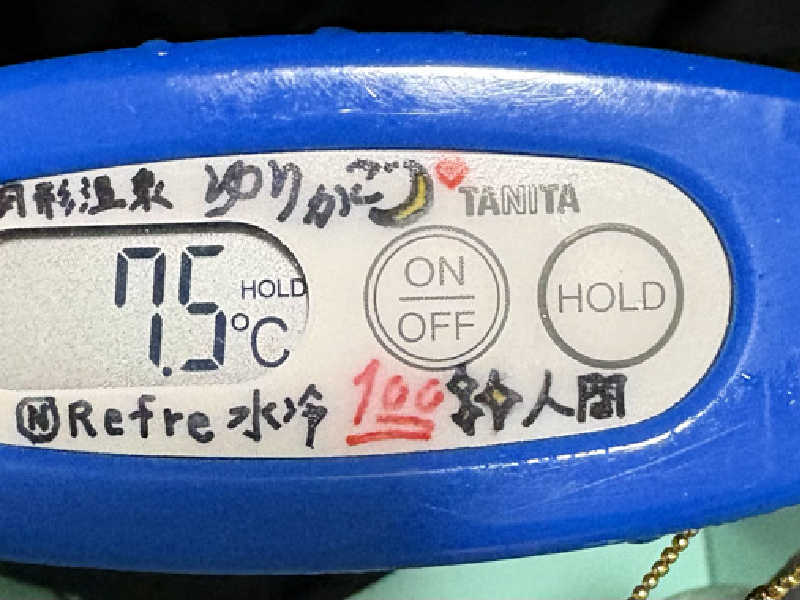 形温泉 ゆりかご TANITA
7.5 HOLD °C
ON
OFF
HOLD
Ⓝ Refre 水冷 100 人間